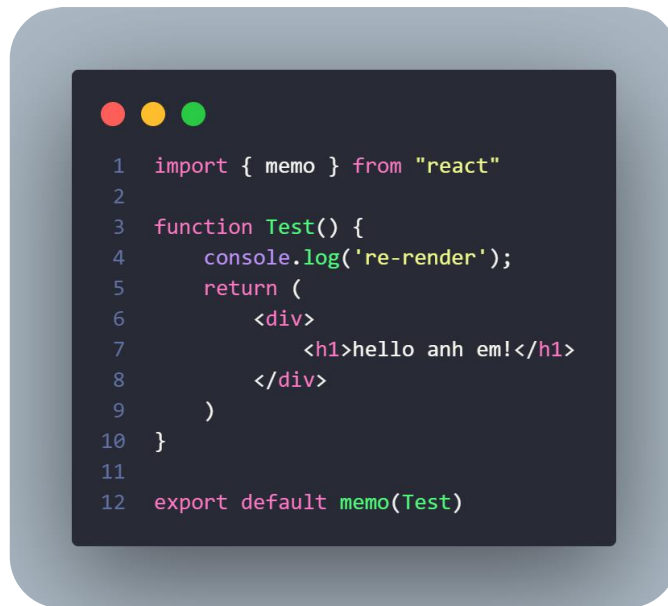 1 import { memo } from "react"
2
3 function Test() {
4     console.log('re-render');
5     return (
6         <div>
7             <h1>hello anh em!</h1>
8         </div>
9     )
10 }
11
12 export default memo(Test)